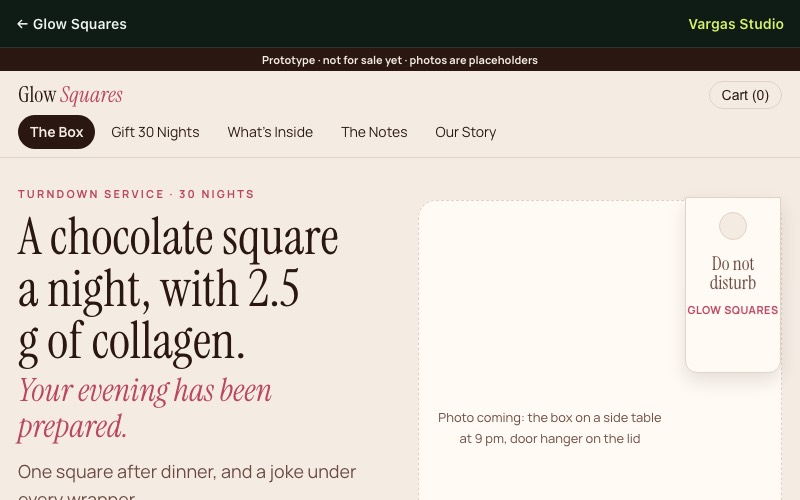 ← Glow Squares
Vargas Studio
Prototype · not for sale yet · photos are placeholders
Glow Squares
Cart (0)
The Box
Gift 30 Nights
What's Inside
The Notes
Our Story
TURNDOWN SERVICE · 30 NIGHTS
A chocolate square
a night, with 2.5
g of collagen.
Your evening has been
prepared.
One square after dinner, and a joke under
every wrapper.
Do not
disturb
GLOW SQUARES
Photo coming: the box on a side table
at 9 pm, door hanger on the lid